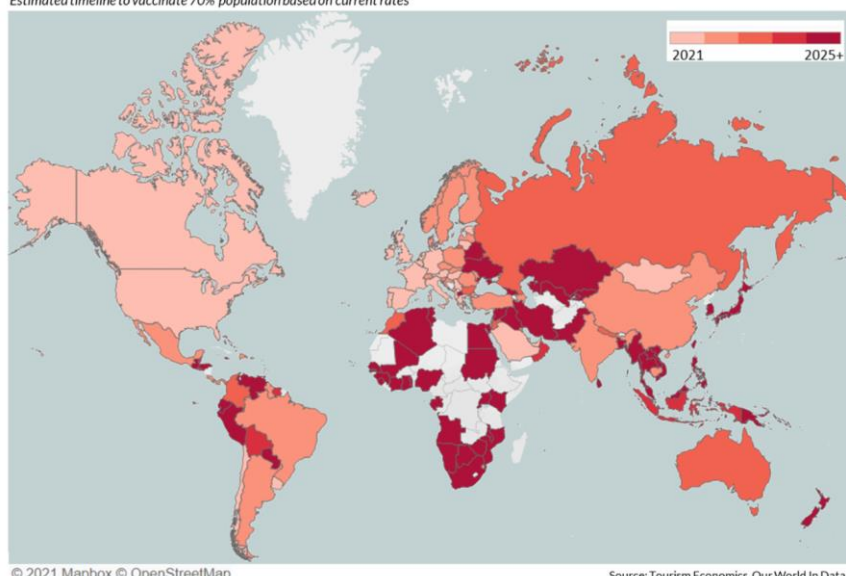 Estimated timeline to vaccinate 70% population based on current rates
2021 2025+
© 2021 Mapbox © OpenStreetMap
Source: Tourism Economics, Our World In Data